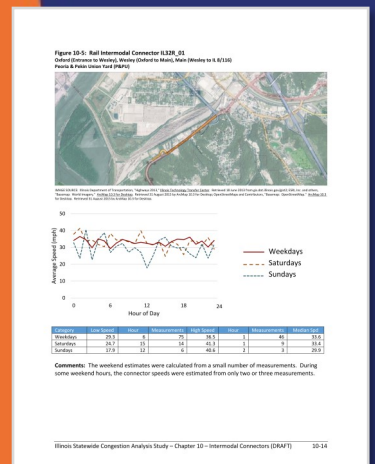 Figure 10-5: Rail Intermodal Connector IL32R_01
Oxford (Entrance to Wesley), Wesley (Oxford to Main), Main (Wesley to IL 8/116)
Peoria & Pekin Union Yard (P&PU)
Average Speed (mph)
50
40
30
20
10
0
0 6 12 18 24
Hour of Day
Weekdays
Saturdays
Sundays
Category Low Speed Hour Measurements High Speed Hour Measurements Median Spd
Weekdays 29.3 6 75 36.5 1 46 33.6
Saturdays 24.7 15 14 41.3 1 9 33.4
Sundays 17.9 12 6 40.6 2 3 29.9
Comments: The weekend estimates were calculated from a small number of measurements. During
some weekend hours, the connector speeds were estimated from only two or three measurements.
Illinois Statewide Congestion Analysis Study – Chapter 10 – Intermodal Connectors (DRAFT) 10-14